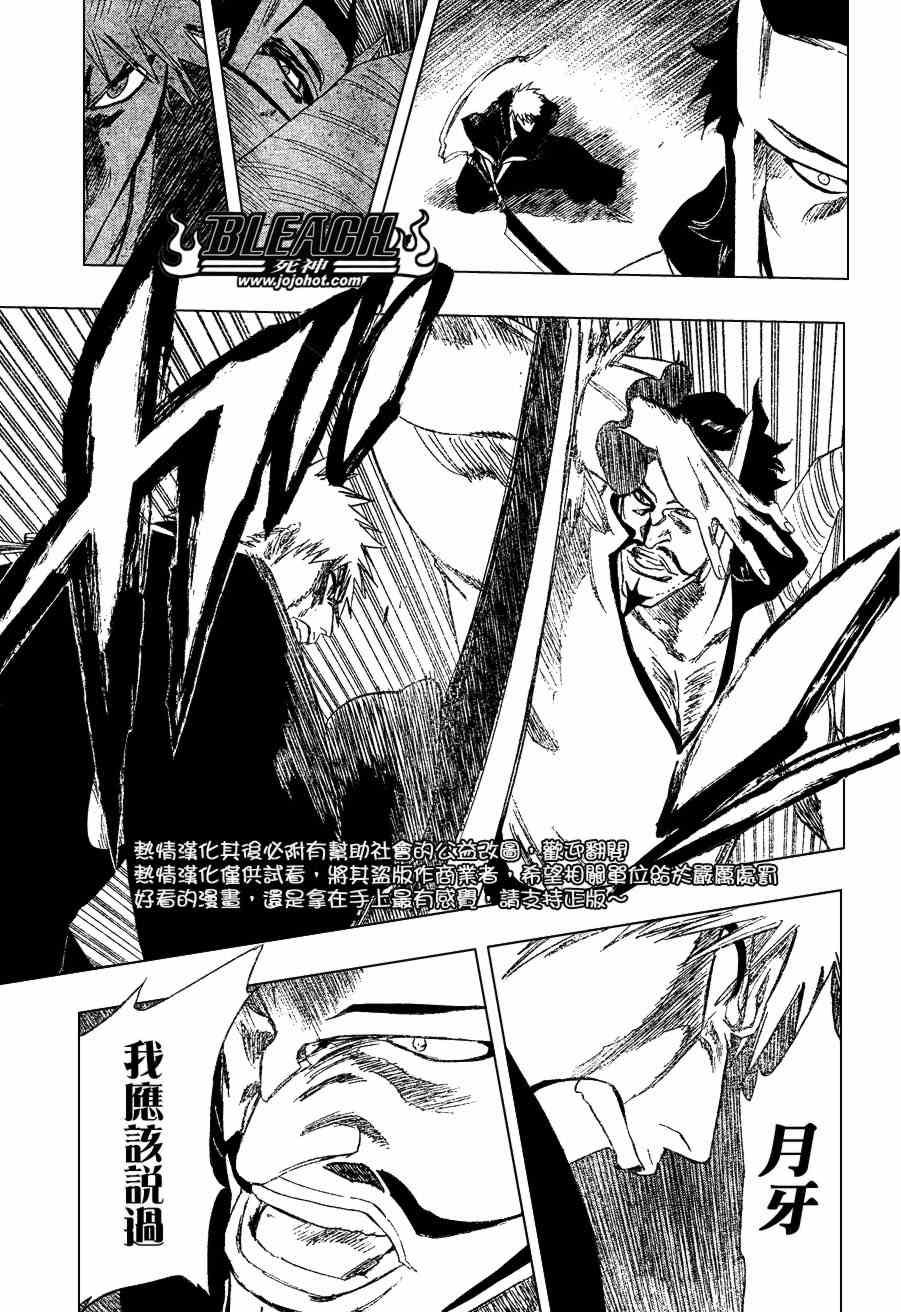 BLEACH
死神
www.jojohot.com
熱情漢化其後必附有幫助社會的公益改圖，歡迎翻閱
熱情漢化僅供試看，將其盜版作商業者，希望相關單位給於嚴厲處罰
好看的漫畫，還是拿在手上最有感覺，請支持正版～
月牙
我應該説過